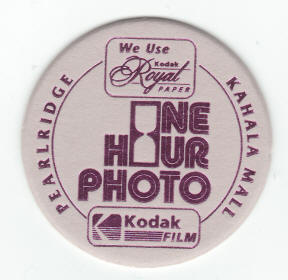 We Use
Kodak
Royal
PAPER
PEARLRIDGE
KAHALA MALL
ONE
HOUR
PHOTO
Kodak
FILM